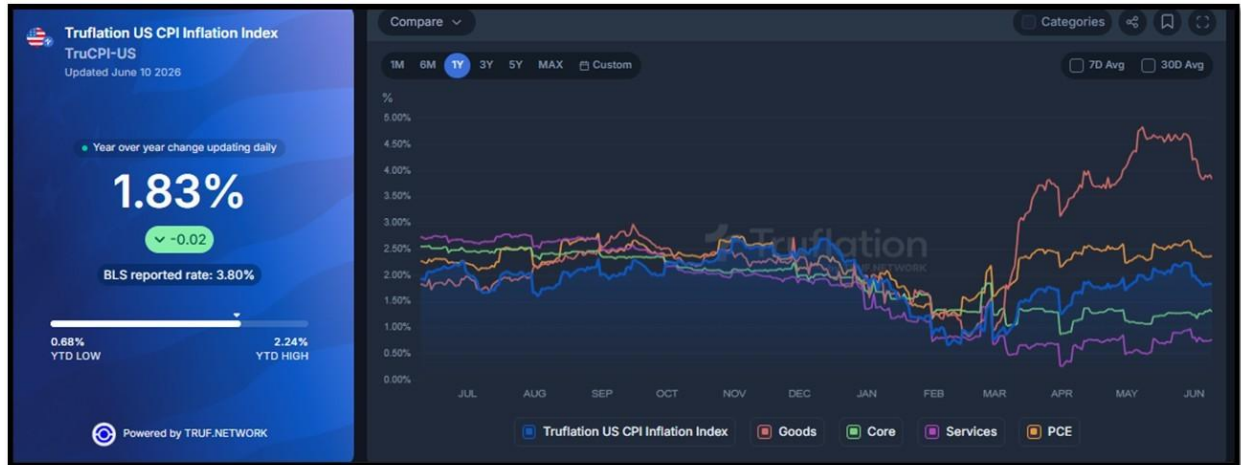 Truflation US CPI Inflation Index
TruCPI-US
Updated June 10 2026
Year over year change updating daily
1.83%
-0.02
BLS reported rate: 3.80%
0.68%
YTD LOW
2.24%
YTD HIGH
Powered by TRUF.NETWORK
Compare
Categories
1M 6M 1Y 3Y 5Y MAX Custom
7D Avg 30D Avg
%
5.00%
4.50%
4.00%
3.50%
3.00%
2.50%
2.00%
1.50%
1.00%
0.50%
0.00%
Truflation
TRUF.NETWORK
JUL AUG SEP OCT NOV DEC JAN FEB MAR APR MAY JUN
Truflation US CPI Inflation Index Goods Core Services PCE